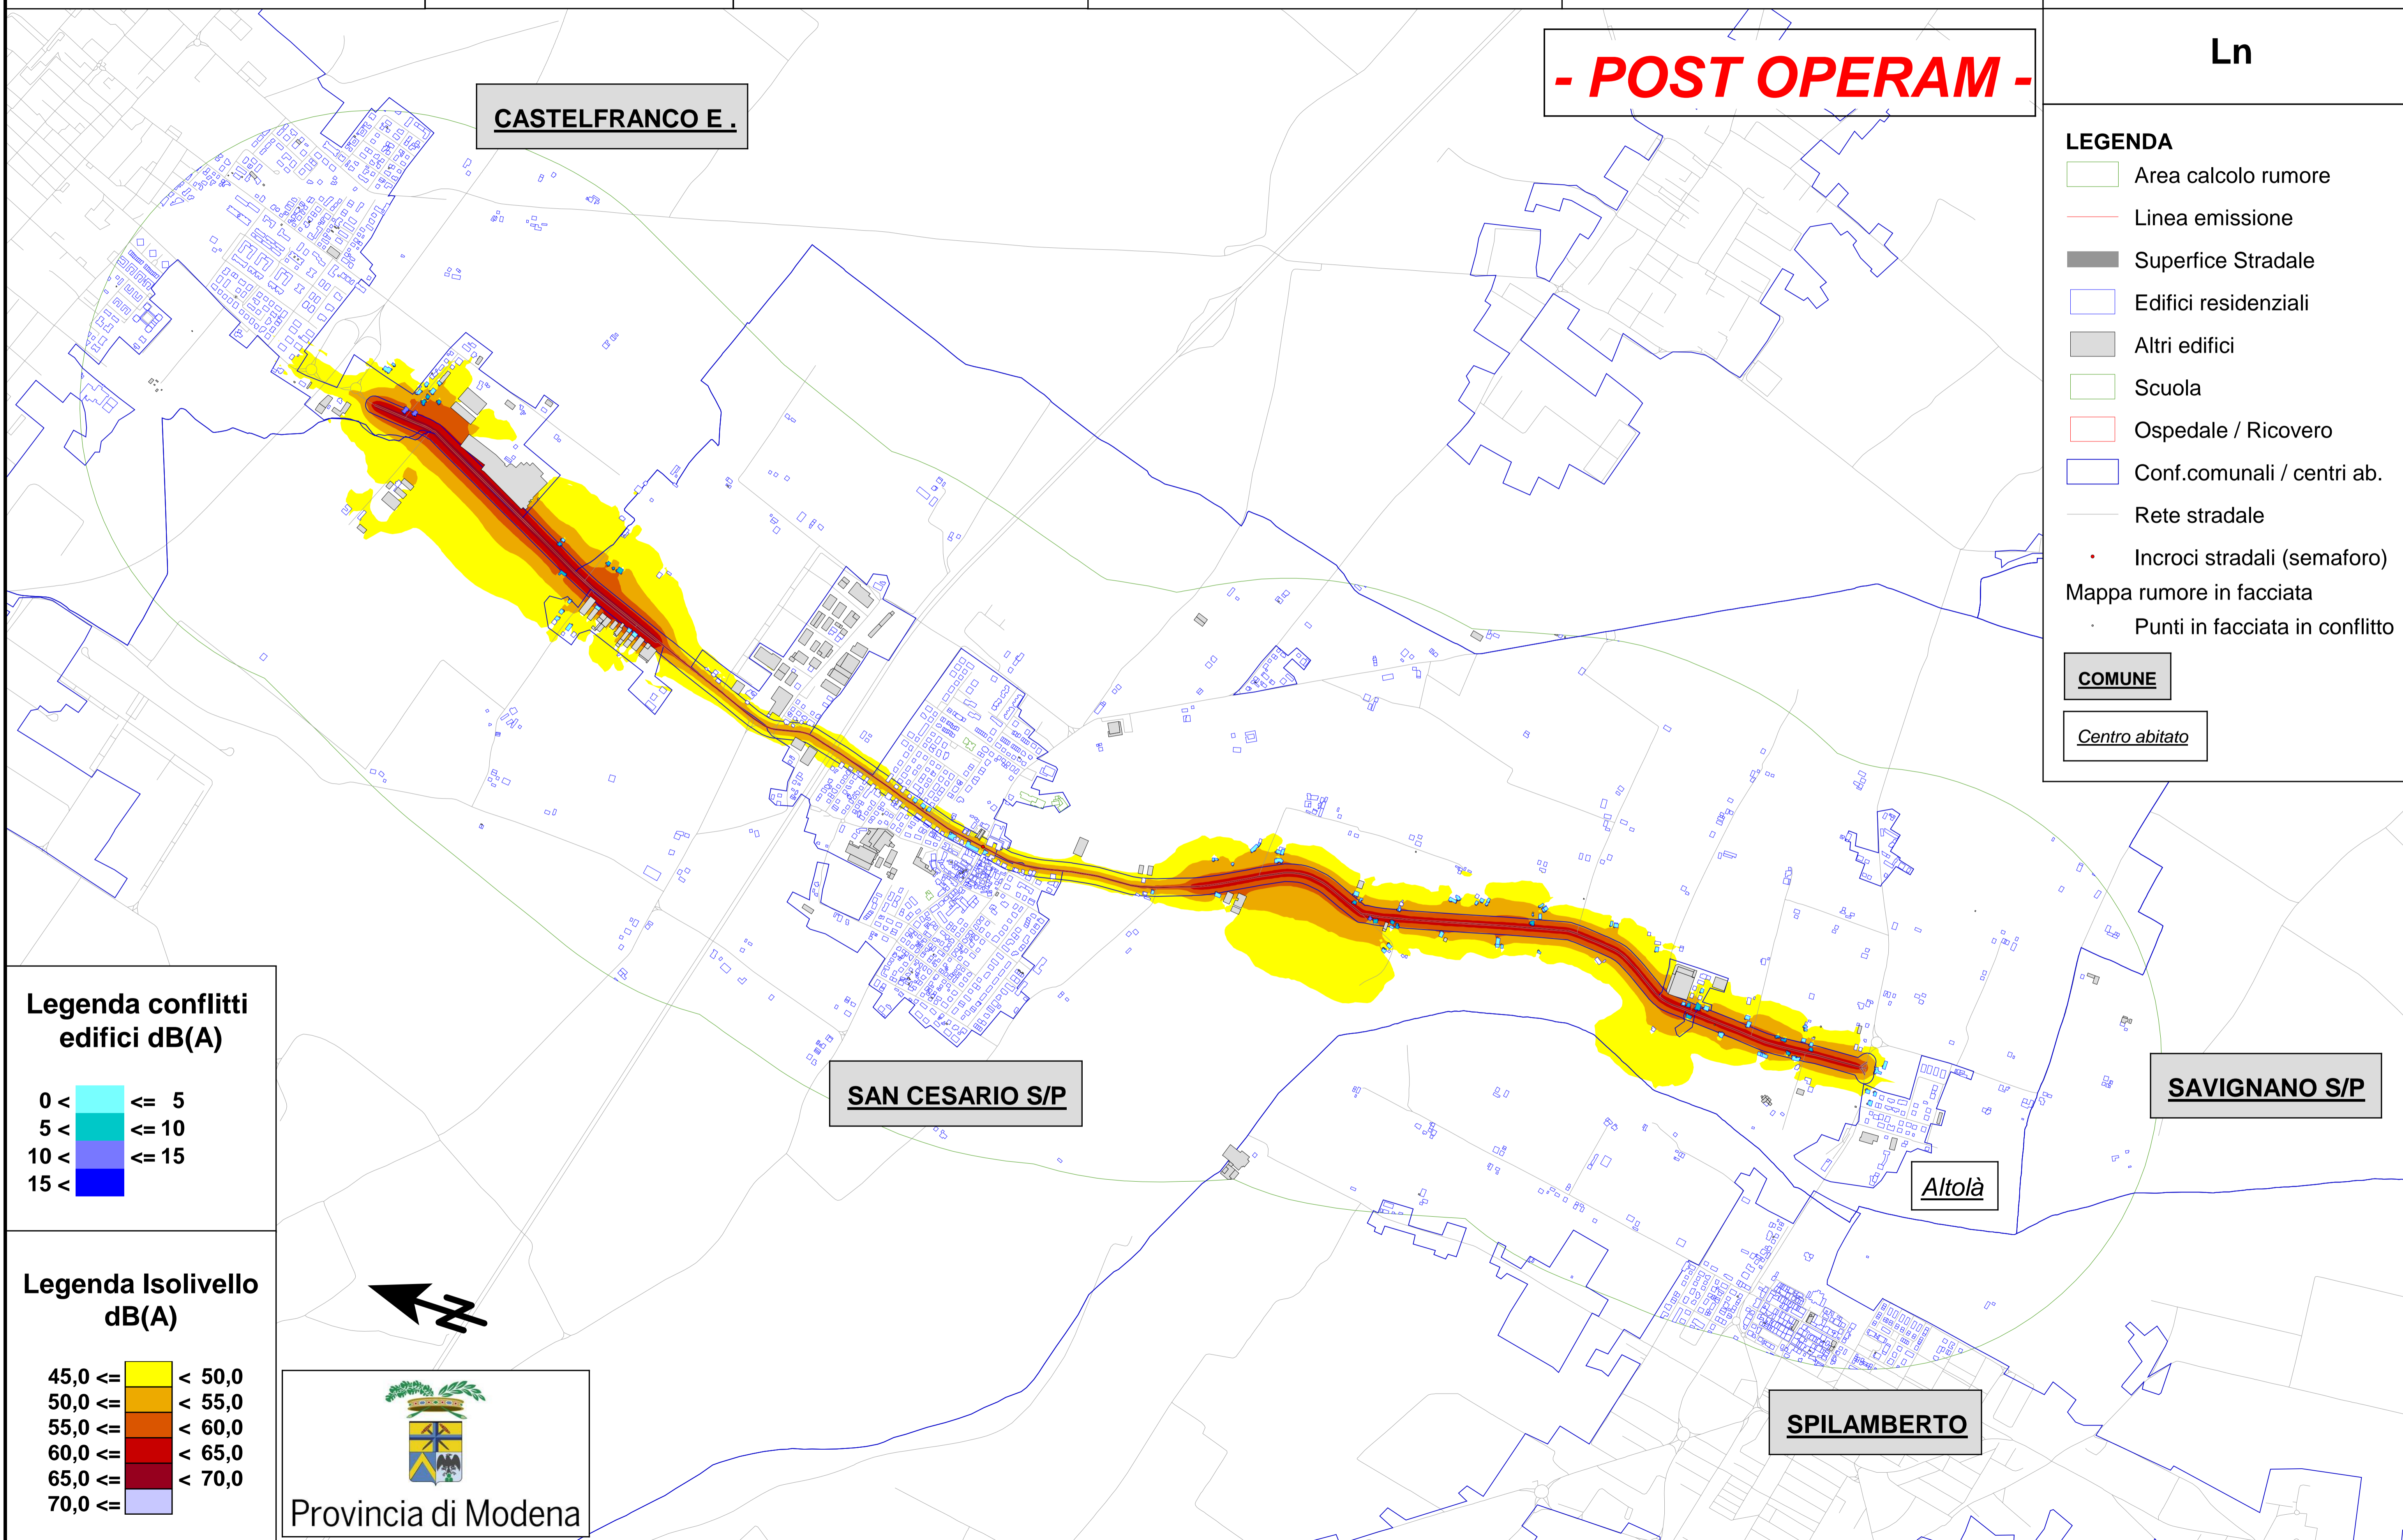 CASTELFRANCO E .
- POST OPERAM -
Ln
LEGENDA
Area calcolo rumore
Linea emissione
Superfice Stradale
Edifici residenziali
Altri edifici
Scuola
Ospedale / Ricovero
Conf.comunali / centri ab.
Rete stradale
Incroci stradali (semaforo)
Mappa rumore in facciata
Punti in facciata in conflitto
COMUNE
Centro abitato
SAN CESARIO S/P
SAVIGNANO S/P
Altolà
SPILAMBERTO
Legenda conflitti
edifici dB(A)
0 < <= 5
5 < <= 10
10 < <= 15
15 <
Legenda Isolivello
dB(A)
45,0 <= < 50,0
50,0 <= < 55,0
55,0 <= < 60,0
60,0 <= < 65,0
65,0 <= < 70,0
70,0 <=
N
Provincia di Modena